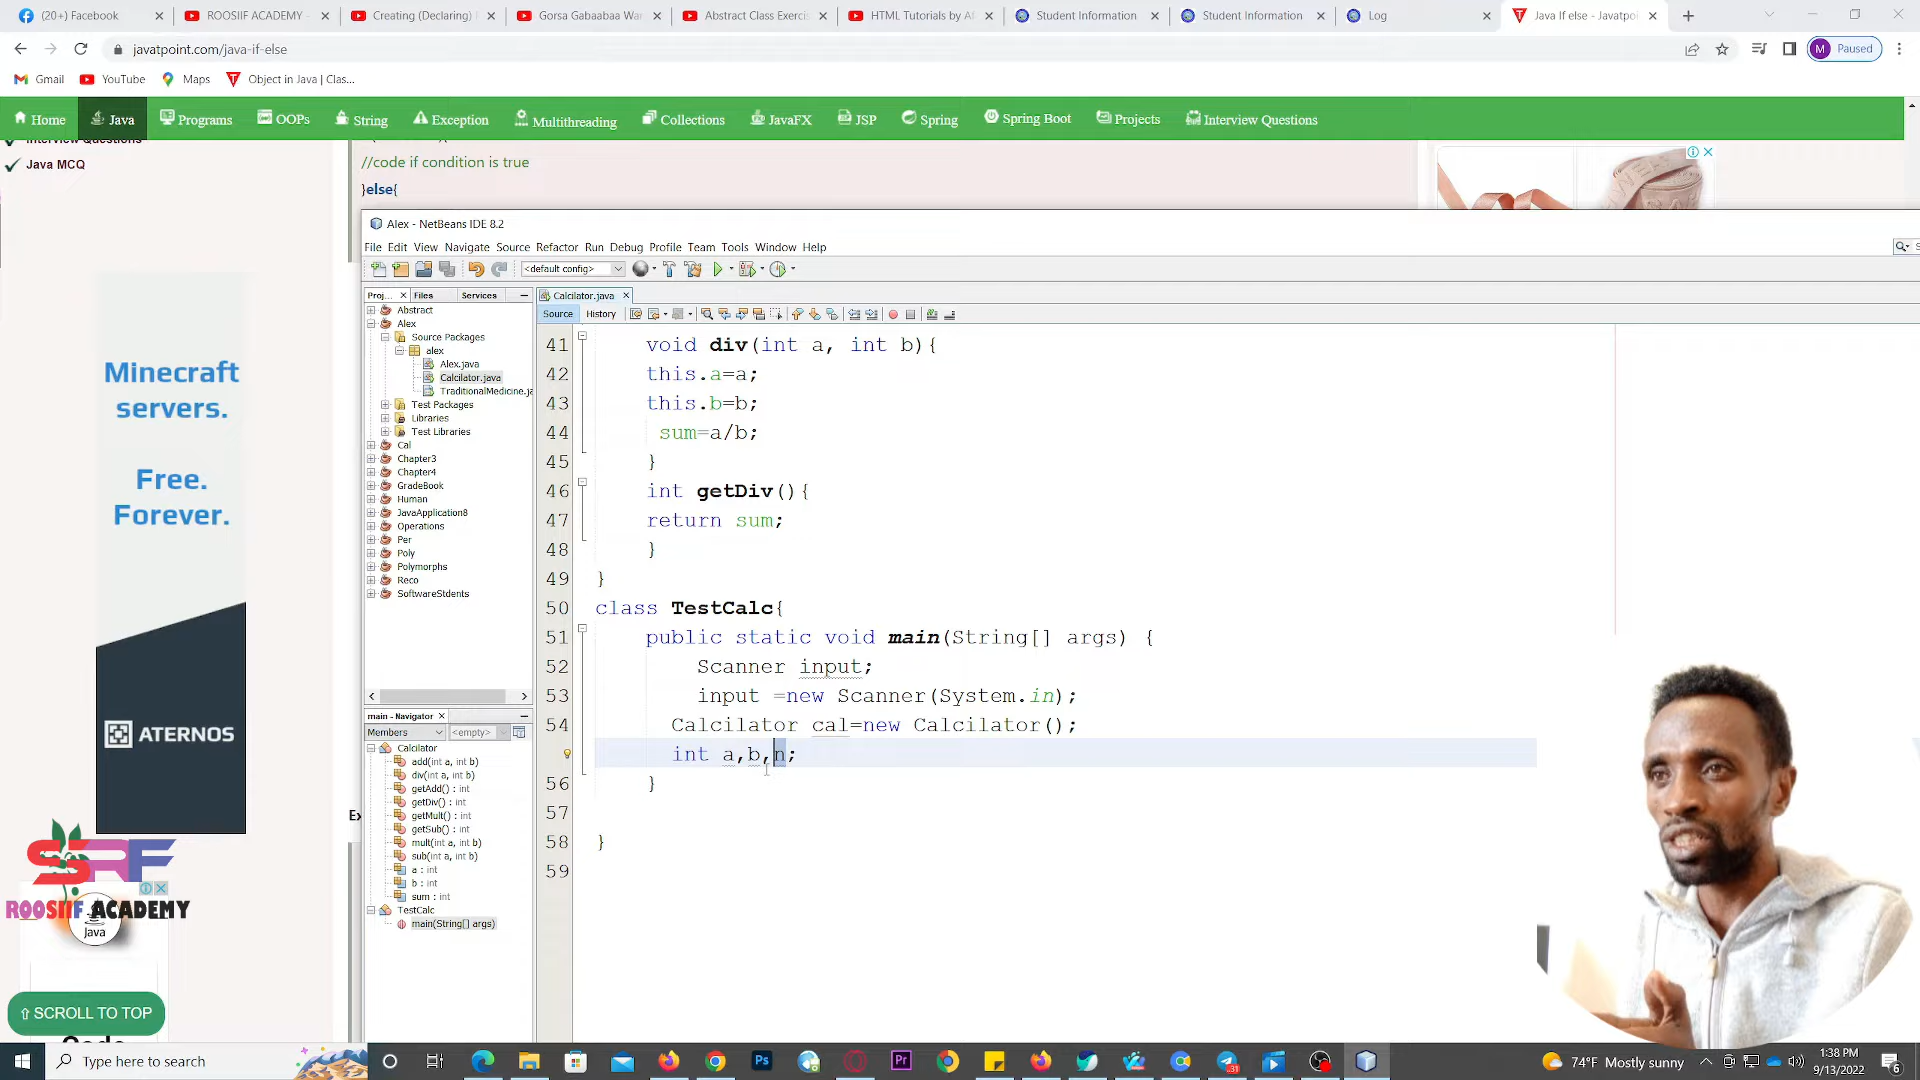 (20+) Facebook
ROOSIIF ACADEMY -
Creating (Declaring) I
Gorsa Gabaabaa Wa
Abstract Class Exercis
HTML Tutorials by A
Student Information
Student Information
Log
Java If else - Javatpo
javatpoint.com/java-if-else
M
Paused
Gmail
YouTube
Maps
Object in Java | Clas...
Home
Java
Programs
OOPs
String
Exception
Multithreading
Collections
JavaFX
JSP
Spring
Spring Boot
Projects
Interview Questions
Interview Questions
Java MCQ
//code if condition is true
}else{
Alex - NetBeans IDE 8.2
File Edit View Navigate Source Refactor Run Debug Profile Team Tools Window Help
<default config>
Proj...
Files
Services
Calcilator.java
Source
History
Abstract
Alex
Source Packages
alex
Alex.java
Calcilator.java
TraditionalMedicine.ja
Test Packages
Libraries
Test Libraries
Cal
Chapter3
Chapter4
GradeBook
Human
JavaApplication8
Operations
Per
Poly
Polymorphs
Reco
SoftwareStdents
41 void div(int a, int b){
42 this.a=a;
43 this.b=b;
44 sum=a/b;
45 }
46 int getDiv(){
47 return sum;
48 }
49 }
50 class TestCalc{
51 public static void main(String[] args) {
52 Scanner input;
53 input =new Scanner(System.in);
54 Calcilator cal=new Calcilator();
int a,b,n;
56 }
57
58 }
59
main - Navigator
Members
<empty>
Calcilator
add(int a, int b)
div(int a, int b)
getAdd() : int
getDiv() : int
getMult() : int
getSub() : int
mult(int a, int b)
sub(int a, int b)
a : int
b : int
sum : int
TestCalc
main(String[] args)
Minecraft
servers.
Free.
Forever.
ATERNOS
Ex
SRF
ROOSIIF ACADEMY
Java
SCROLL TO TOP
Type here to search
Ps
Pr
31
74°F Mostly sunny
1:38 PM
9/13/2022
6